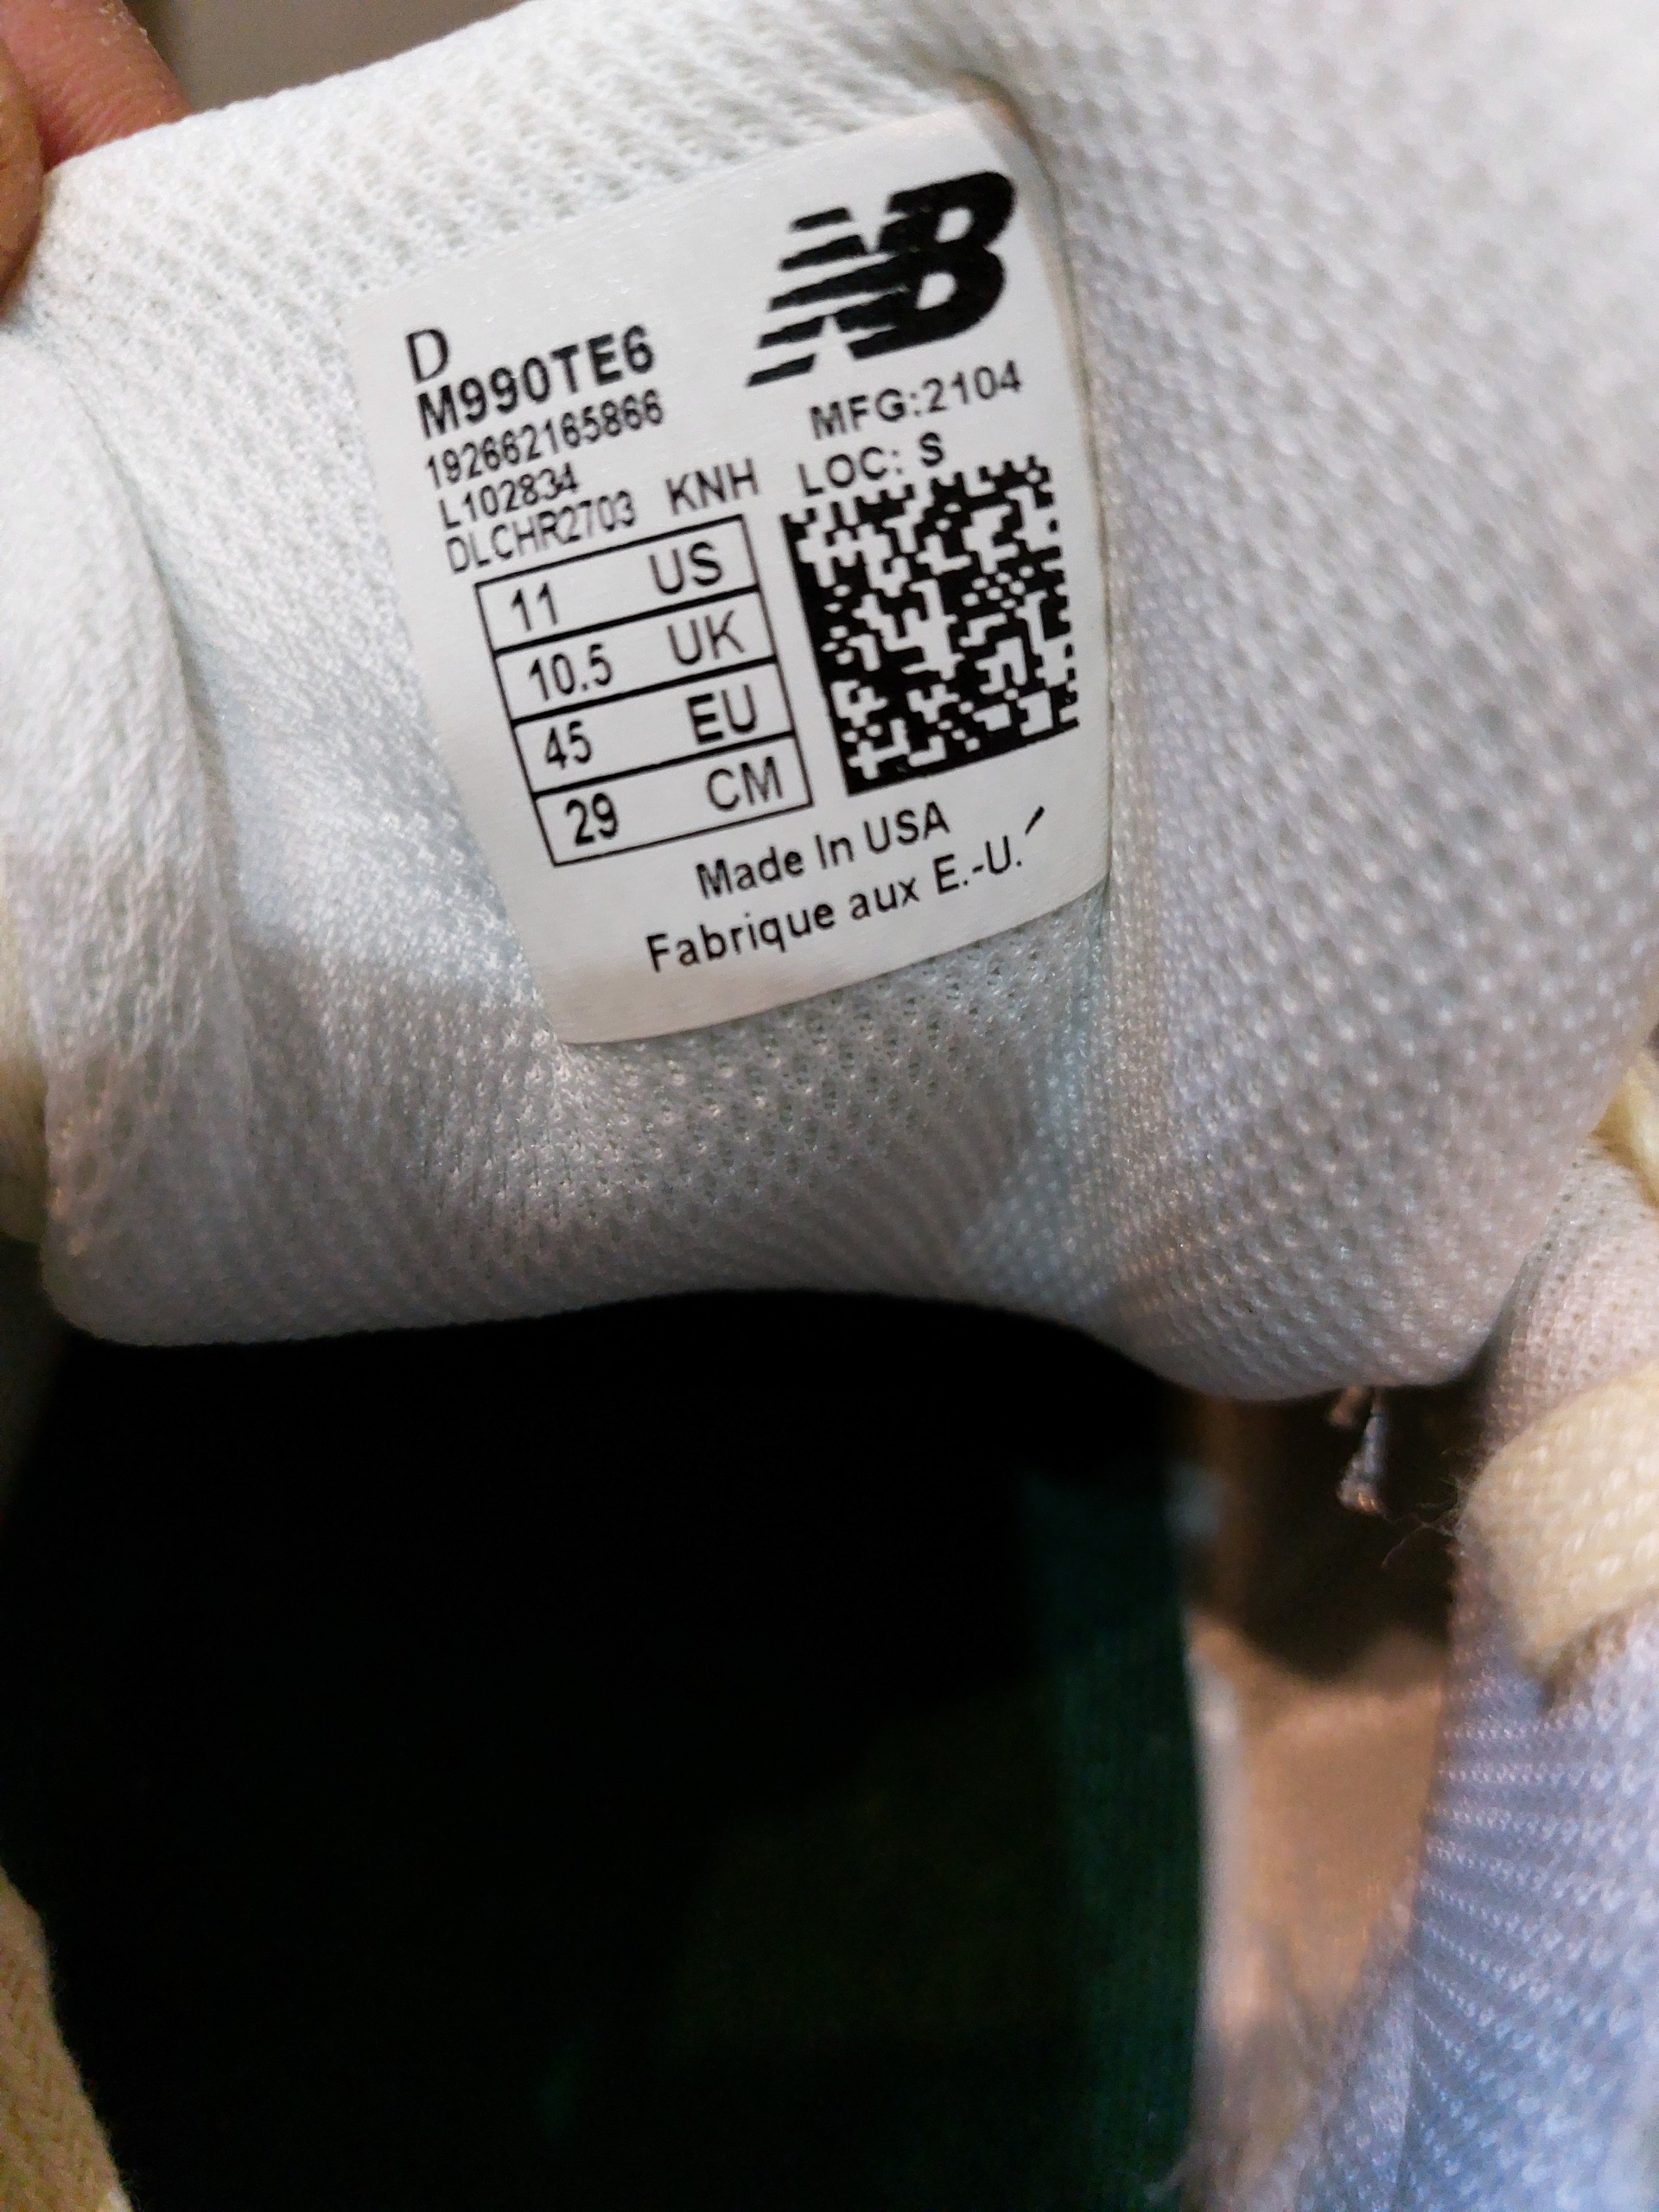 D
M990TE6
192662165866
L102834
DLCHR2703 KNH
11 US
10.5 UK
45 EU
29 CM
NB
MFG:2104
LOC: S
Made In USA
Fabrique aux E.-U.